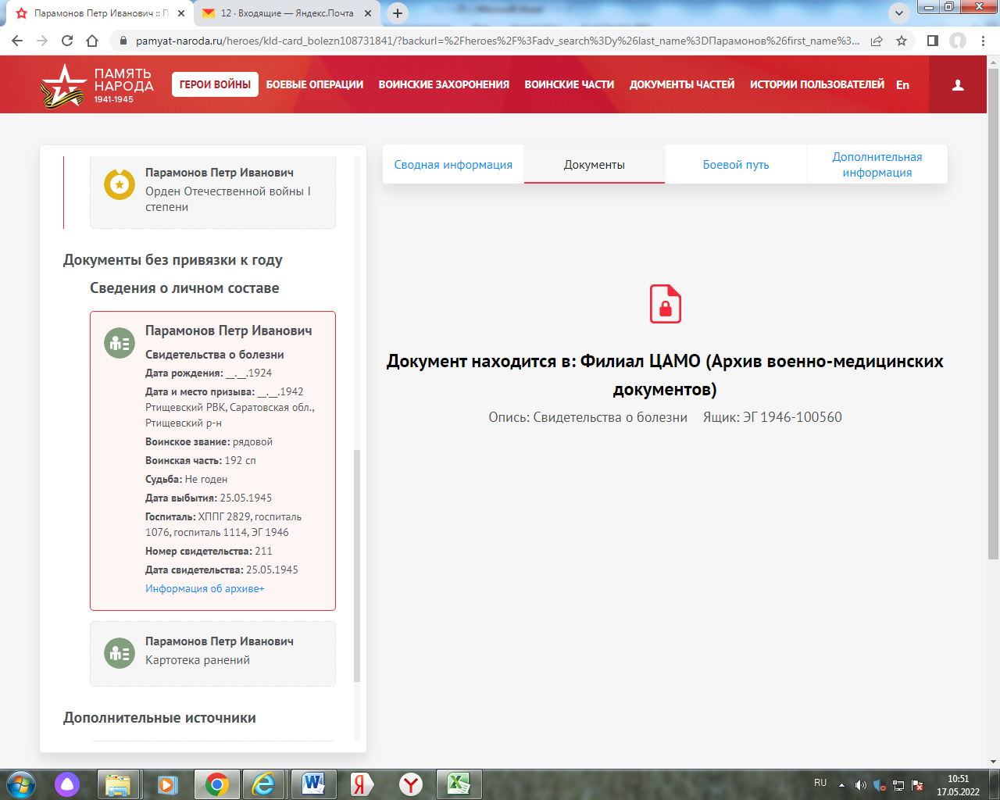 Парамонов Петр Иванович :: П
12 · Входящие — Яндекс.Почта
pamyat-naroda.ru/heroes/kld-card_bolezn108731841/?backurl=%2Fheroes%2F%3Fadv_search%3Dy%26last_name%3DПарамонов%26first_name%3...
ПАМЯТЬ
НАРОДА
1941-1945
ГЕРОИ ВОЙНЫ
БОЕВЫЕ ОПЕРАЦИИ
ВОИНСКИЕ ЗАХОРОНЕНИЯ
ВОИНСКИЕ ЧАСТИ
ДОКУМЕНТЫ ЧАСТЕЙ
ИСТОРИИ ПОЛЬЗОВАТЕЛЕЙ
En
Парамонов Петр Иванович
Орден Отечественной войны I
степени
Документы без привязки к году
Сведения о личном составе
Парамонов Петр Иванович
Свидетельства о болезни
Дата рождения: __.__.1924
Дата и место призыва: __.__.1942
Ртищевский РВК, Саратовская обл.,
Ртищевский р-н
Воинское звание: рядовой
Воинская часть: 192 сп
Судьба: Не годен
Дата выбытия: 25.05.1945
Госпиталь: ХППГ 2829, госпиталь
1076, госпиталь 1114, ЭГ 1946
Номер свидетельства: 211
Дата свидетельства: 25.05.1945
Информация об архиве+
Парамонов Петр Иванович
Картотека ранений
Дополнительные источники
Сводная информация
Документы
Боевой путь
Дополнительная
информация
Документ находится в: Филиал ЦАМО (Архив военно-медицинских
документов)
Опись: Свидетельства о болезни Ящик: ЭГ 1946-100560
RU
10:51
17.05.2022